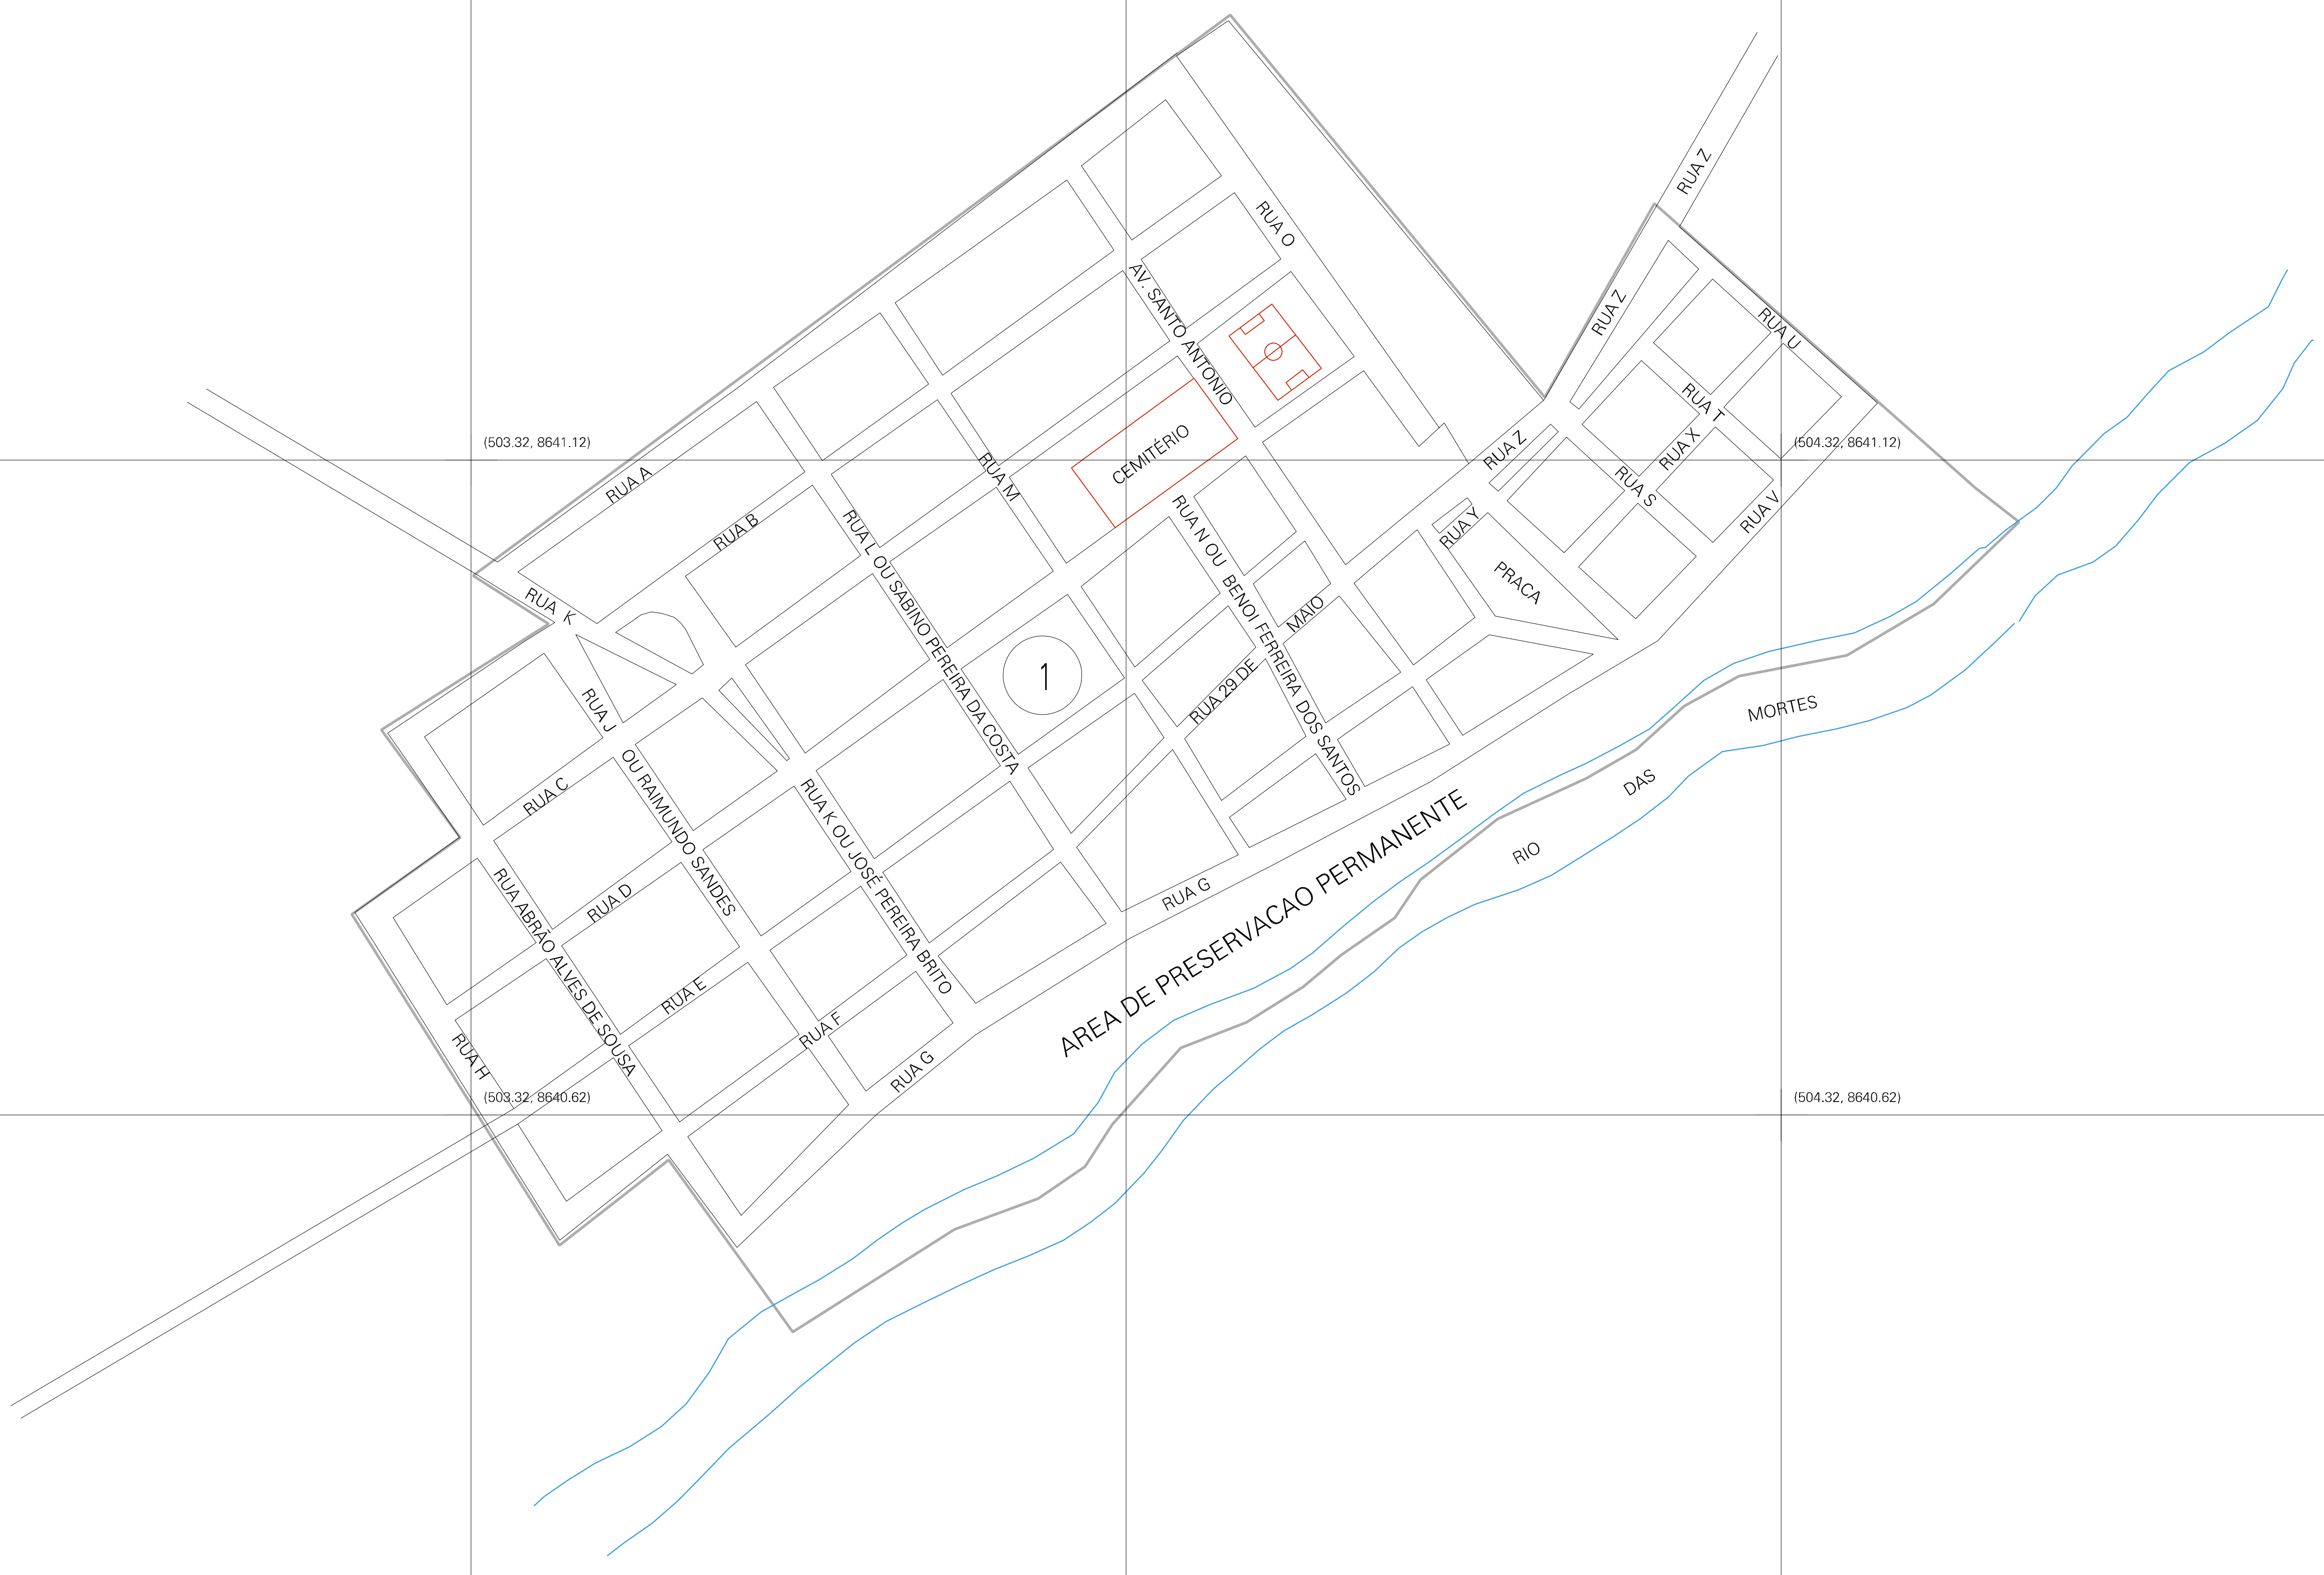 RUA Z
RUA O
AV. SANTO ANTONIO
RUA Z
RUA U
RUA T
RUA X
(503.32, 8641.12)
(504.32, 8641.12)
RUA A
RUA M
CEMITÉRIO
RUA Z
RUA S
RUA V
RUA B
RUA L OU SABINO PEREIRA DA COSTA
RUA N OU BENOI FERREIRA DOS SANTOS
RUA Y
PRACA
RUA K
MAIO
RUA 29 DE
1
RUA J OU RAIMUNDO SANDES
RUA C
RUA K OU JOSÉ PEREIRA BRITO
RUA ABRÃO ALVES DE SOUSA
RUA D
RUA G
RUA E
RUA F
RUA H
RUA G
AREA DE PRESERVACAO PERMANENTE
RIO
DAS
MORTES
(503.32, 8640.62)
(504.32, 8640.62)